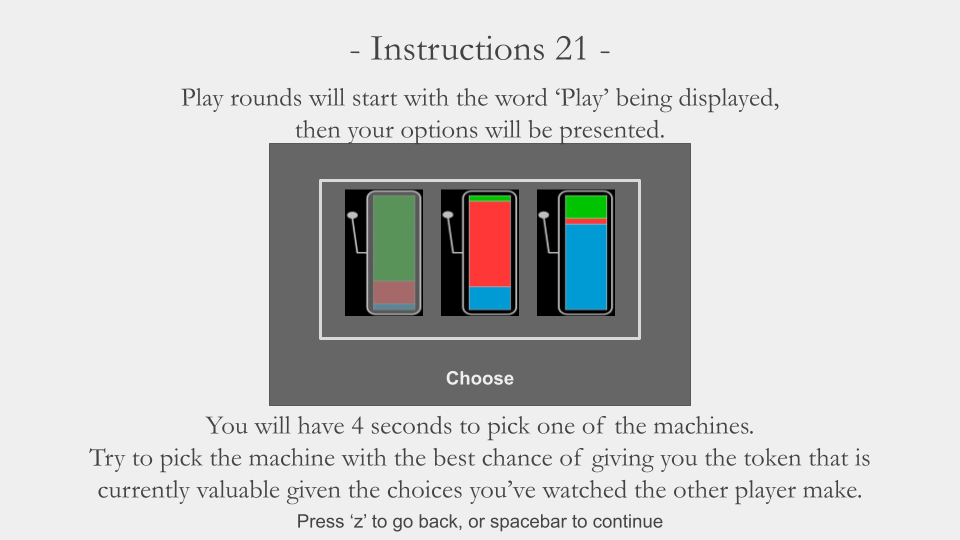 - Instructions 21 -
Play rounds will start with the word ‘Play’ being displayed,
then your options will be presented.
Choose
You will have 4 seconds to pick one of the machines.
Try to pick the machine with the best chance of giving you the token that is
currently valuable given the choices you’ve watched the other player make.
Press ‘z’ to go back, or spacebar to continue